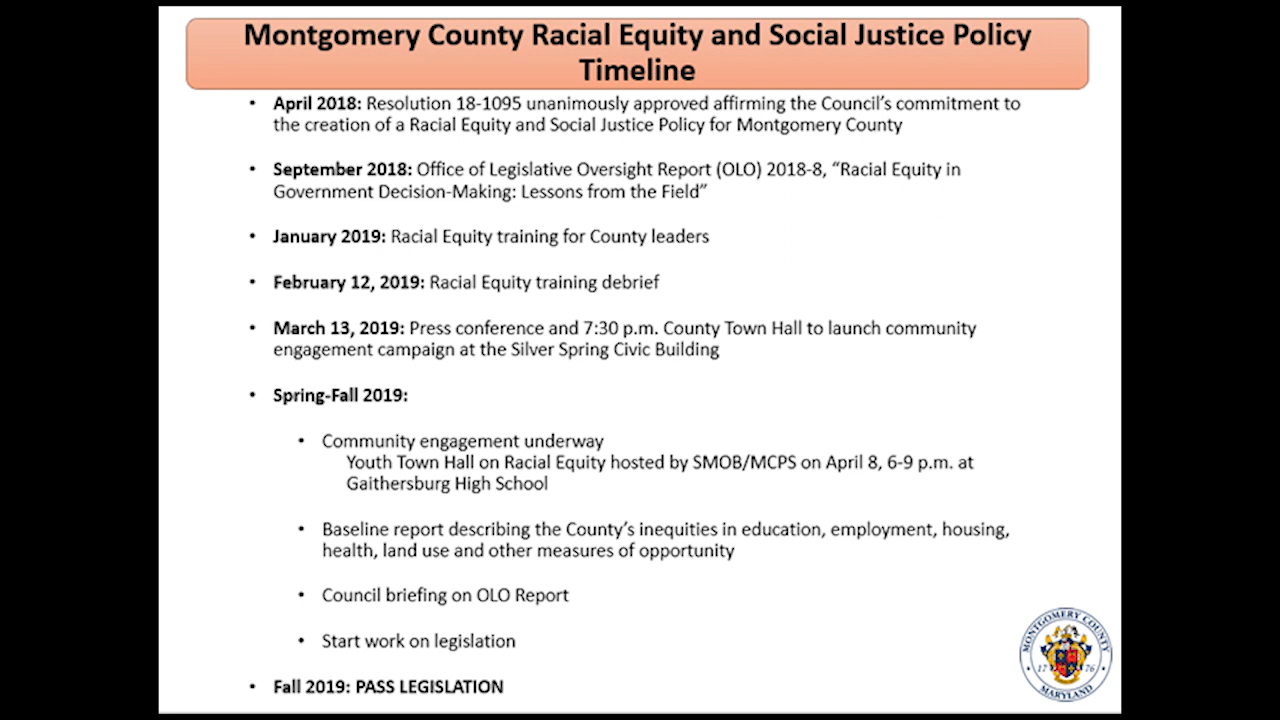 Montgomery County Racial Equity and Social Justice Policy
Timeline
• April 2018: Resolution 18-1095 unanimously approved affirming the Council's commitment to
the creation of a Racial Equity and Social Justice Policy for Montgomery County
• September 2018: Office of Legislative Oversight Report (OLO) 2018-8, “Racial Equity in
Government Decision-Making: Lessons from the Field”
• January 2019: Racial Equity training for County leaders
• February 12, 2019: Racial Equity training debrief
• March 13, 2019: Press conference and 7:30 p.m. County Town Hall to launch community
engagement campaign at the Silver Spring Civic Building
• Spring-Fall 2019:
• Community engagement underway
Youth Town Hall on Racial Equity hosted by SMOB/MCPS on April 8, 6-9 p.m. at
Gaithersburg High School
• Baseline report describing the County's inequities in education, employment, housing,
health, land use and other measures of opportunity
• Council briefing on OLO Report
• Start work on legislation
• Fall 2019: PASS LEGISLATION
MONTGOMERY COUNTY
17 76
MARYLAND